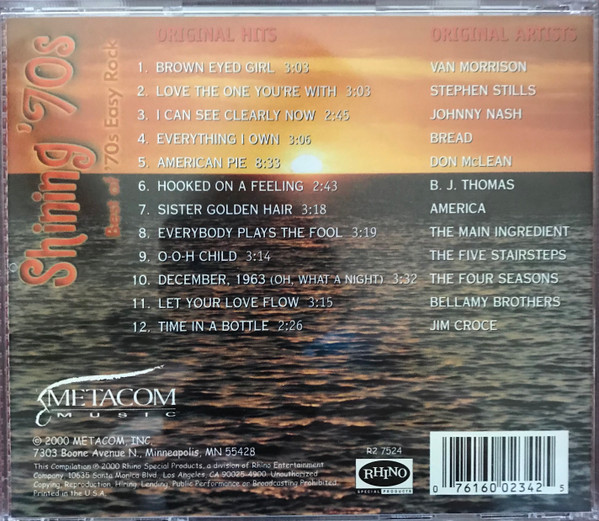 Shining '70s
Best of '70s Easy Rock
ORIGINAL HITS ORIGINAL ARTISTS
1. BROWN EYED GIRL 3:03 VAN MORRISON
2. LOVE THE ONE YOU'RE WITH 3:03 STEPHEN STILLS
3. I CAN SEE CLEARLY NOW 2:45 JOHNNY NASH
4. EVERYTHING I OWN 3:06 BREAD
5. AMERICAN PIE 8:33 DON McLEAN
6. HOOKED ON A FEELING 2:43 B. J. THOMAS
7. SISTER GOLDEN HAIR 3:18 AMERICA
8. EVERYBODY PLAYS THE FOOL 3:19 THE MAIN INGREDIENT
9. O-O-H CHILD 3:14 THE FIVE STAIRSTEPS
10. DECEMBER, 1963 (OH, WHAT A NIGHT) 3:32 THE FOUR SEASONS
11. LET YOUR LOVE FLOW 3:15 BELLAMY BROTHERS
12. TIME IN A BOTTLE 2:26 JIM CROCE
METACOM
MUSIC
© 2000 METACOM, INC.
7303 Boone Avenue N., Minneapolis, MN 55428
This Compilation ℗ 2000 Rhino Special Products, a division of Rhino Entertainment
Company, 10635 Santa Monica Blvd., Los Angeles, CA 90025-4900. Unauthorized
Copying, Reproduction, Hiring, Lending, Public Performance or Broadcasting Prohibited.
Printed in the U.S.A.
R2 7524
RHINO
SPECIAL PRODUCTS
0 76160 02342 5